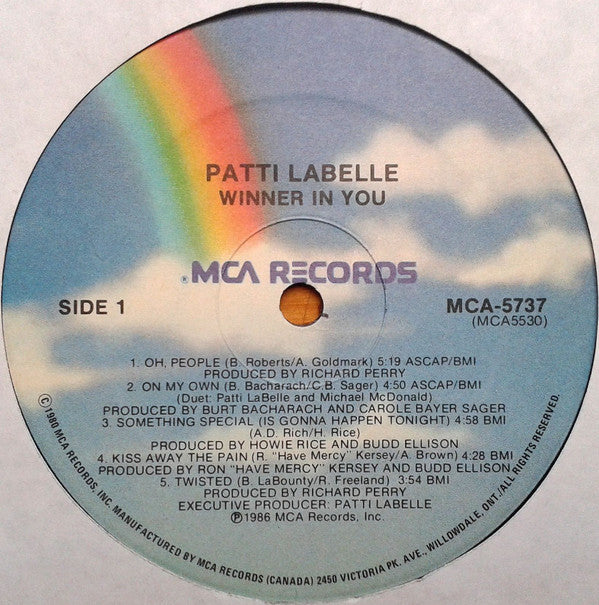 PATTI LABELLE
WINNER IN YOU
®MCA RECORDS
SIDE 1
MCA-5737
(MCA5530)
1. OH, PEOPLE (B. Roberts/A. Goldmark) 5:19 ASCAP/BMI
PRODUCED BY RICHARD PERRY
2. ON MY OWN (B. Bacharach/C.B. Sager) 4:50 ASCAP/BMI
(Duet: Patti LaBelle and Michael McDonald)
PRODUCED BY BURT BACHARACH AND CAROLE BAYER SAGER
3. SOMETHING SPECIAL (IS GONNA HAPPEN TONIGHT) 4:58 BMI
(A.D. Rich/H. Rice)
PRODUCED BY HOWIE RICE AND BUDD ELLISON
4. KISS AWAY THE PAIN (R. "Have Mercy" Kersey/A. Brown) 4:28 BMI
PRODUCED BY RON "HAVE MERCY" KERSEY AND BUDD ELLISON
5. TWISTED (B. LaBounty/R. Freeland) 3:54 BMI
PRODUCED BY RICHARD PERRY
EXECUTIVE PRODUCER: PATTI LABELLE
℗1986 MCA Records, Inc.
©1980 MCA RECORDS, INC. MANUFACTURED BY MCA RECORDS (CANADA) 2450 VICTORIA PK. AVE., WILLOWDALE, ONT./ALL RIGHTS RESERVED.